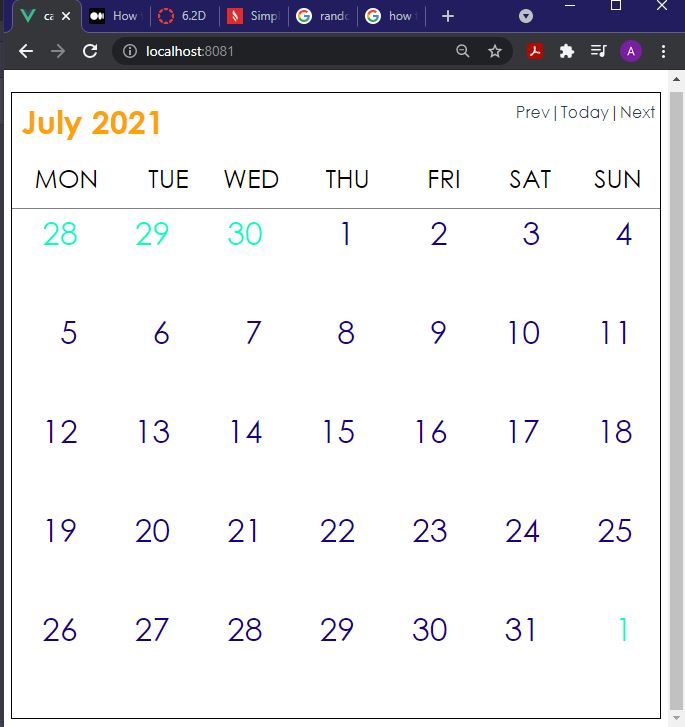 ca
How
6.2D
Simpl
rando
how t
localhost:8081
A
July 2021
Prev|Today|Next
MON TUE WED THU FRI SAT SUN
28 29 30 1 2 3 4
5 6 7 8 9 10 11
12 13 14 15 16 17 18
19 20 21 22 23 24 25
26 27 28 29 30 31 1